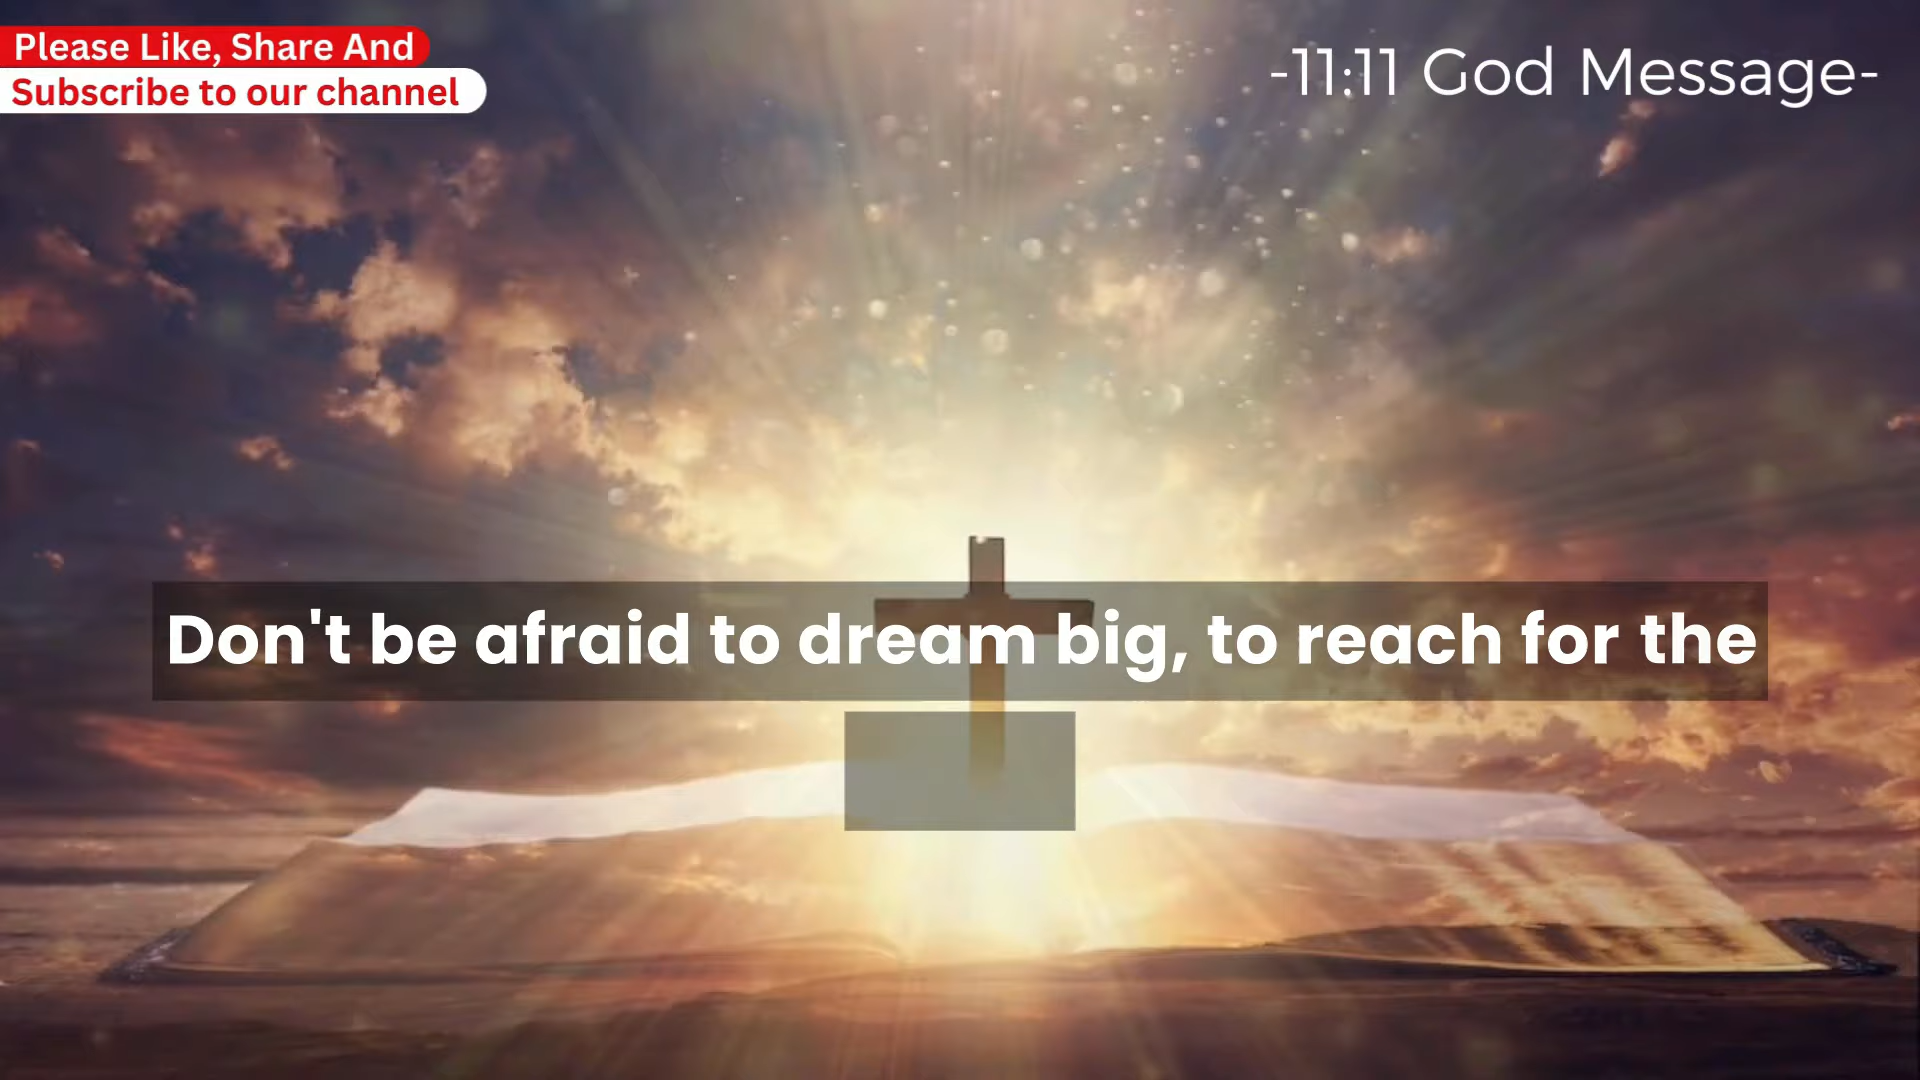 Please Like, Share And
Subscribe to our channel
-11:11 God Message-
Don't be afraid to dream big, to reach for the